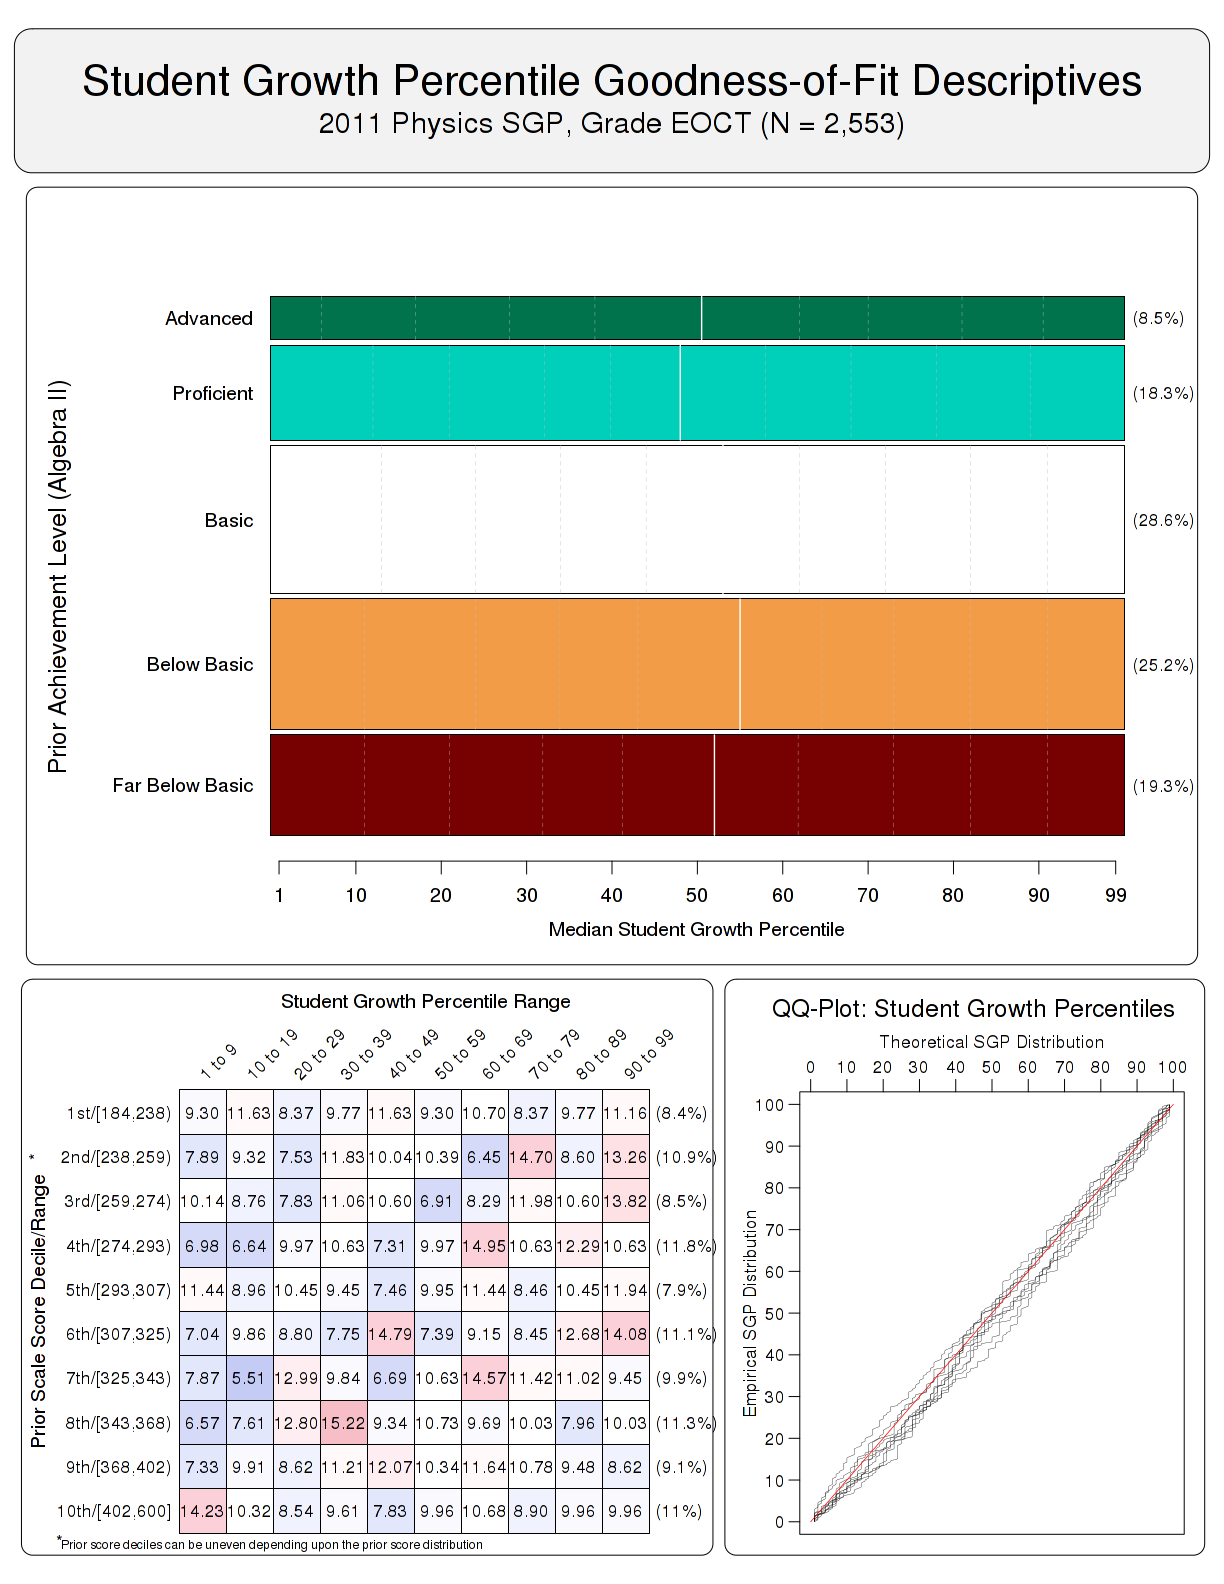 Student Growth Percentile Goodness-of-Fit Descriptives
2011 Physics SGP, Grade EOCT (N = 2,553)
Prior Achievement Level (Algebra II)
Advanced (8.5%)
Proficient (18.3%)
Basic (28.6%)
Below Basic (25.2%)
Far Below Basic (19.3%)
1 10 20 30 40 50 60 70 80 90 99
Median Student Growth Percentile
Student Growth Percentile Range
1 to 9 10 to 19 20 to 29 30 to 39 40 to 49 50 to 59 60 to 69 70 to 79 80 to 89 90 to 99
Prior Scale Score Decile/Range *
1st/[184,238) 9.30 11.63 8.37 9.77 11.63 9.30 10.70 8.37 9.77 11.16 (8.4%)
2nd/[238,259) 7.89 9.32 7.53 11.83 10.04 10.39 6.45 14.70 8.60 13.26 (10.9%)
3rd/[259,274) 10.14 8.76 7.83 11.06 10.60 6.91 8.29 11.98 10.60 13.82 (8.5%)
4th/[274,293) 6.98 6.64 9.97 10.63 7.31 9.97 14.95 10.63 12.29 10.63 (11.8%)
5th/[293,307) 11.44 8.96 10.45 9.45 7.46 9.95 11.44 8.46 10.45 11.94 (7.9%)
6th/[307,325) 7.04 9.86 8.80 7.75 14.79 7.39 9.15 8.45 12.68 14.08 (11.1%)
7th/[325,343) 7.87 5.51 12.99 9.84 6.69 10.63 14.57 11.42 11.02 9.45 (9.9%)
8th/[343,368) 6.57 7.61 12.80 15.22 9.34 10.73 9.69 10.03 7.96 10.03 (11.3%)
9th/[368,402) 7.33 9.91 8.62 11.21 12.07 10.34 11.64 10.78 9.48 8.62 (9.1%)
10th/[402,600] 14.23 10.32 8.54 9.61 7.83 9.96 10.68 8.90 9.96 9.96 (11%)
*Prior score deciles can be uneven depending upon the prior score distribution
QQ-Plot: Student Growth Percentiles
Theoretical SGP Distribution
0 10 20 30 40 50 60 70 80 90 100
Empirical SGP Distribution
100
90
80
70
60
50
40
30
20
10
0